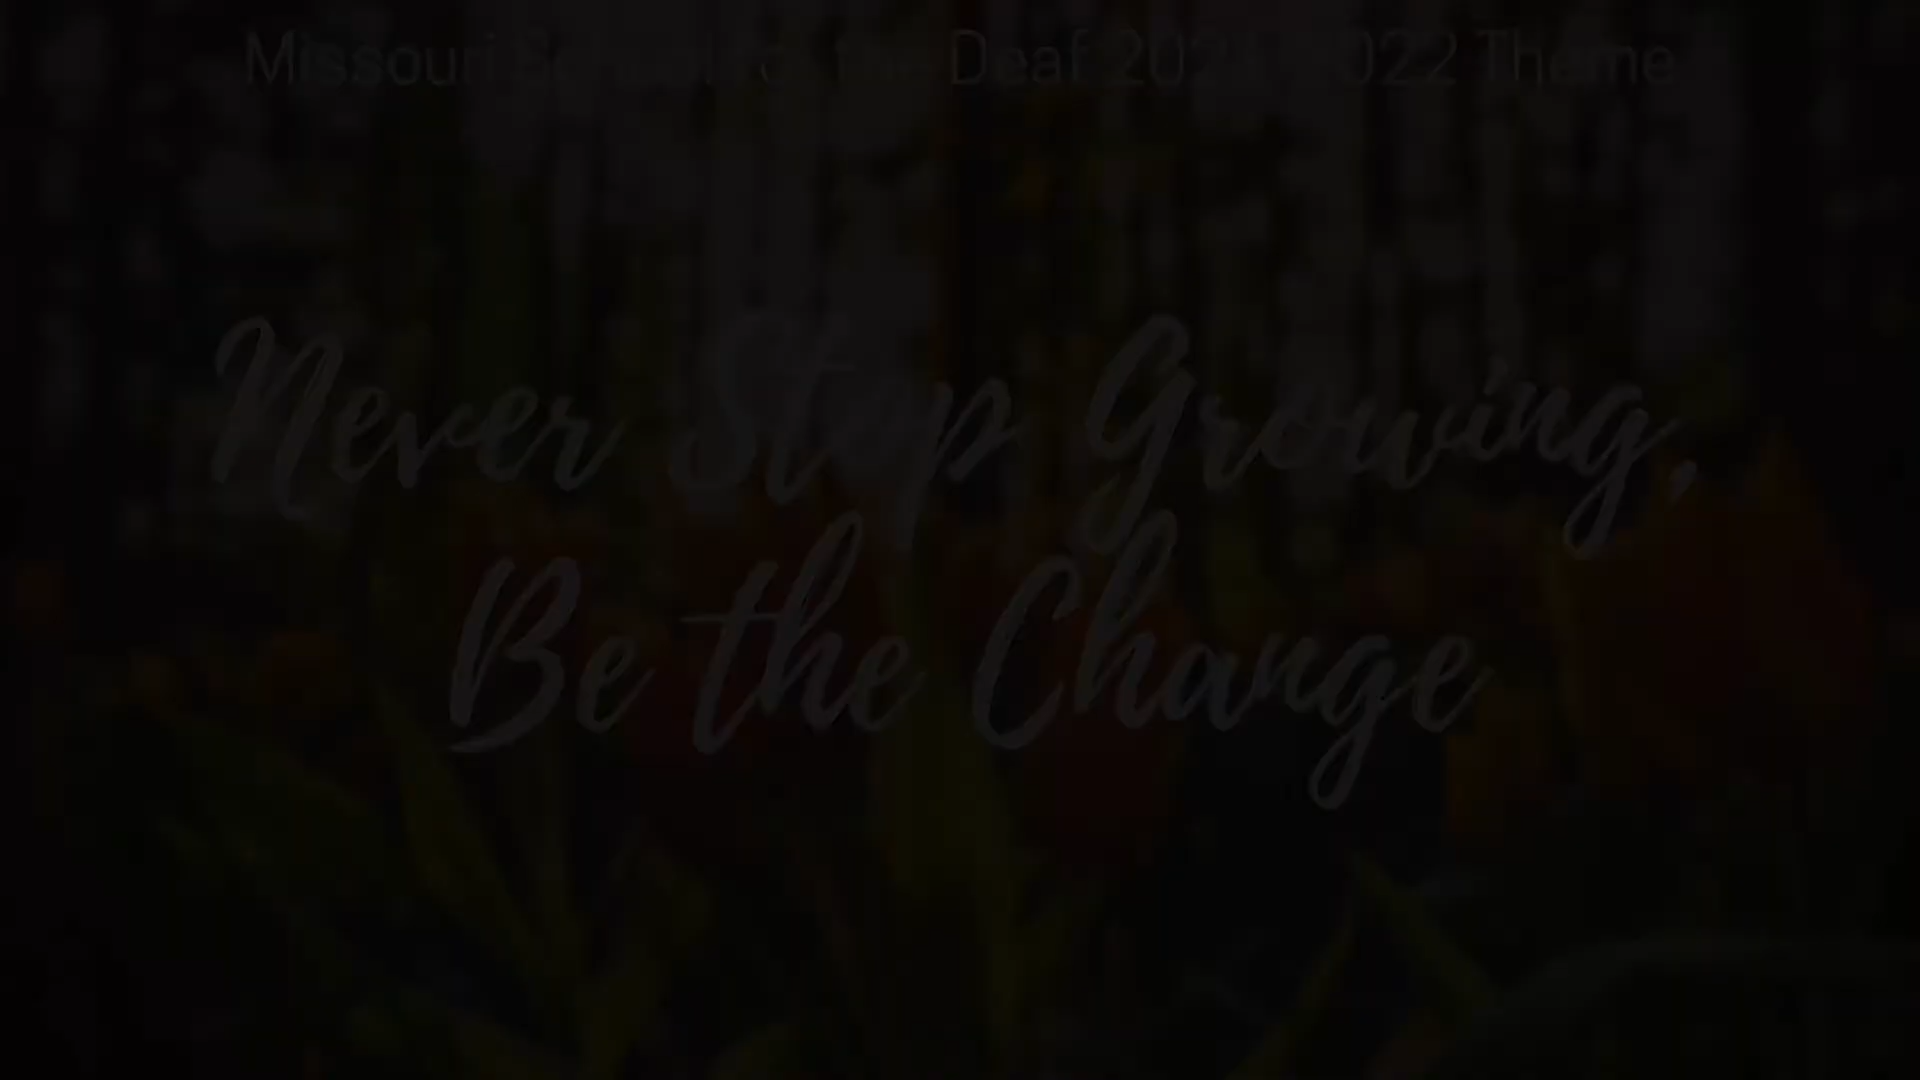 Missouri School for the Deaf 2021-2022 Theme
Never Stop Growing,
Be the Change